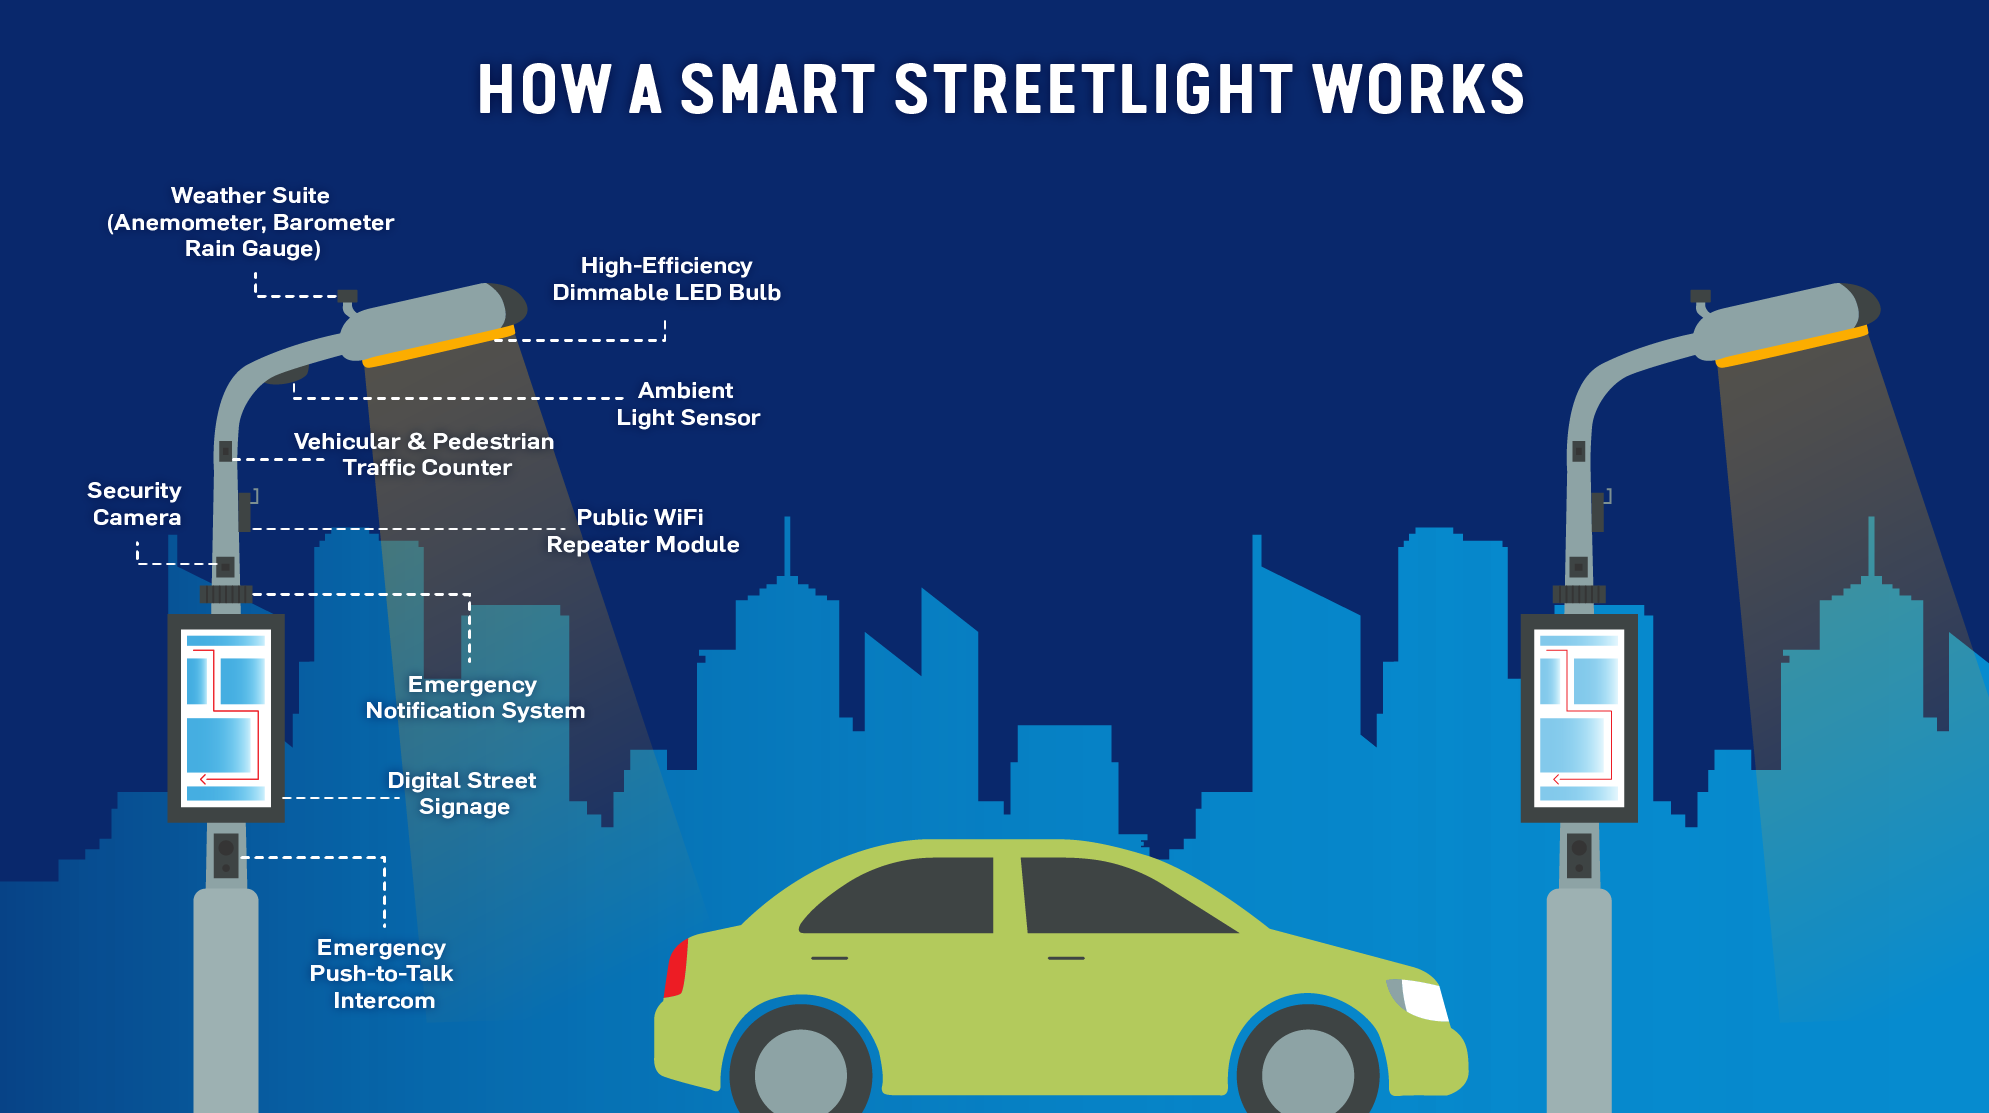 HOW A SMART STREETLIGHT WORKS
Weather Suite
(Anemometer, Barometer
Rain Gauge)
High-Efficiency
Dimmable LED Bulb
Ambient
Light Sensor
Vehicular & Pedestrian
Traffic Counter
Security
Camera
Public WiFi
Repeater Module
Emergency
Notification System
Digital Street
Signage
Emergency
Push-to-Talk
Intercom